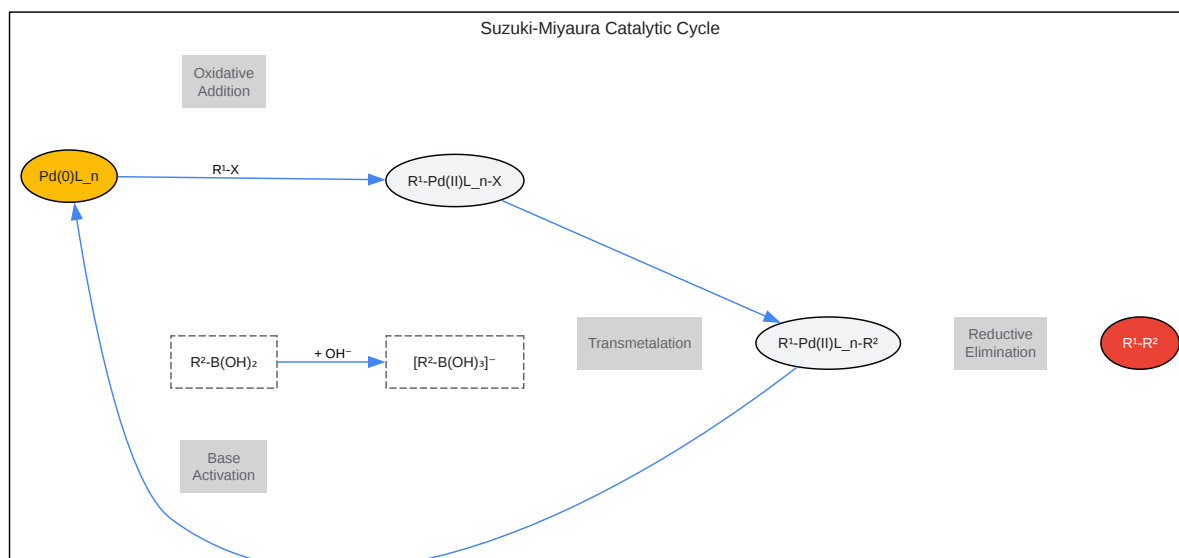 Suzuki-Miyaura Catalytic Cycle
Oxidative
Addition
Pd(0)L_n
R¹-X
R¹-Pd(II)L_n-X
R²-B(OH)₂
+ OH⁻
[R²-B(OH)₃]⁻
Transmetalation
R¹-Pd(II)L_n-R²
Reductive
Elimination
R¹-R²
Base
Activation